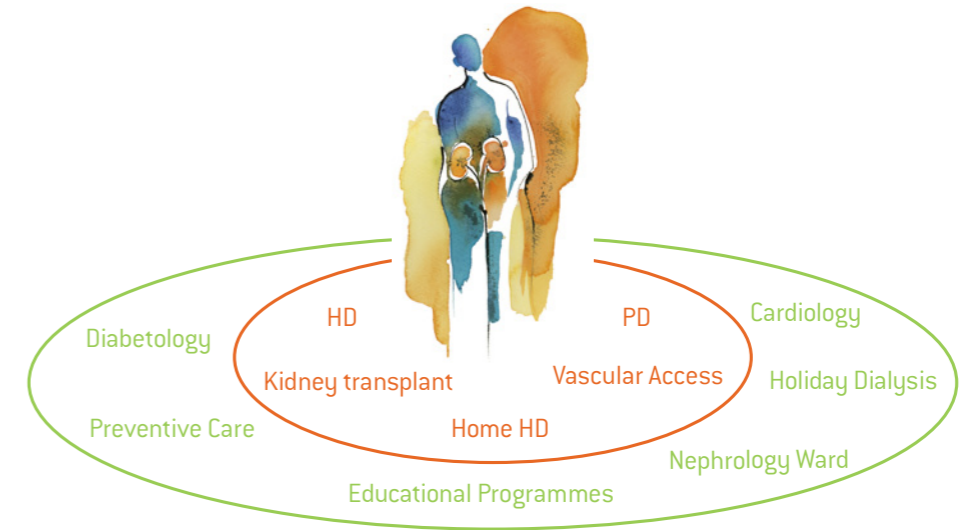 HD
PD
Cardiology
Diabetology
Kidney transplant
Vascular Access
Holiday Dialysis
Preventive Care
Home HD
Nephrology Ward
Educational Programmes